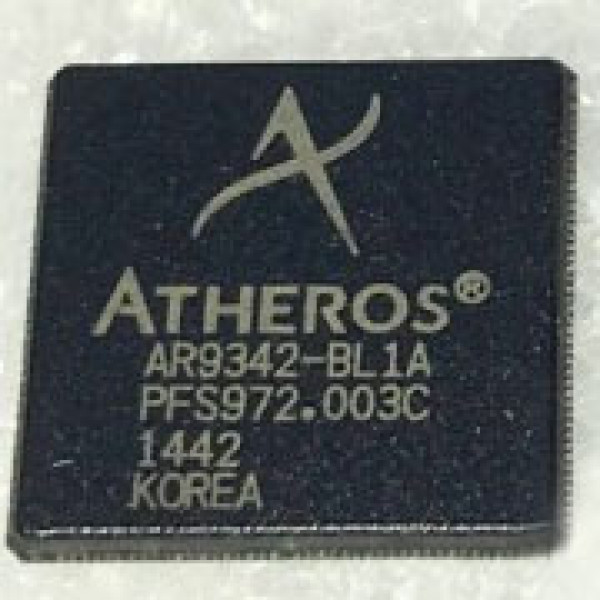 ATHEROS®
AR9342-BL1A
PFS972.003C
1442
KOREA